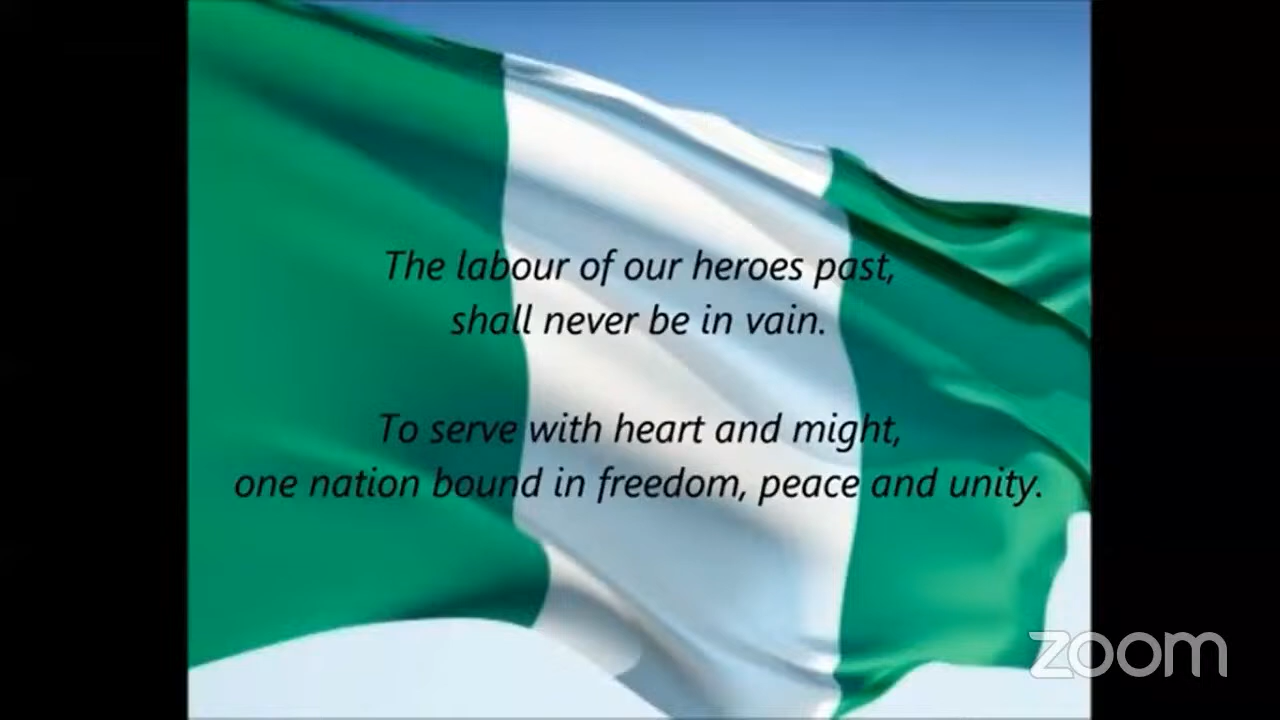 The labour of our heroes past,
shall never be in vain.
To serve with heart and might,
one nation bound in freedom, peace and unity.
zoom